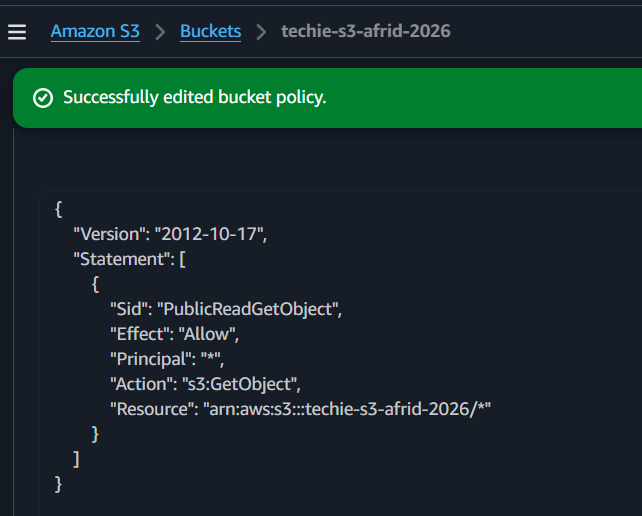 Amazon S3 > Buckets > techie-s3-afrid-2026
Successfully edited bucket policy.
{
"Version": "2012-10-17",
"Statement": [
{
"Sid": "PublicReadGetObject",
"Effect": "Allow",
"Principal": "*",
"Action": "s3:GetObject",
"Resource": "arn:aws:s3:::techie-s3-afrid-2026/*"
}
]
}